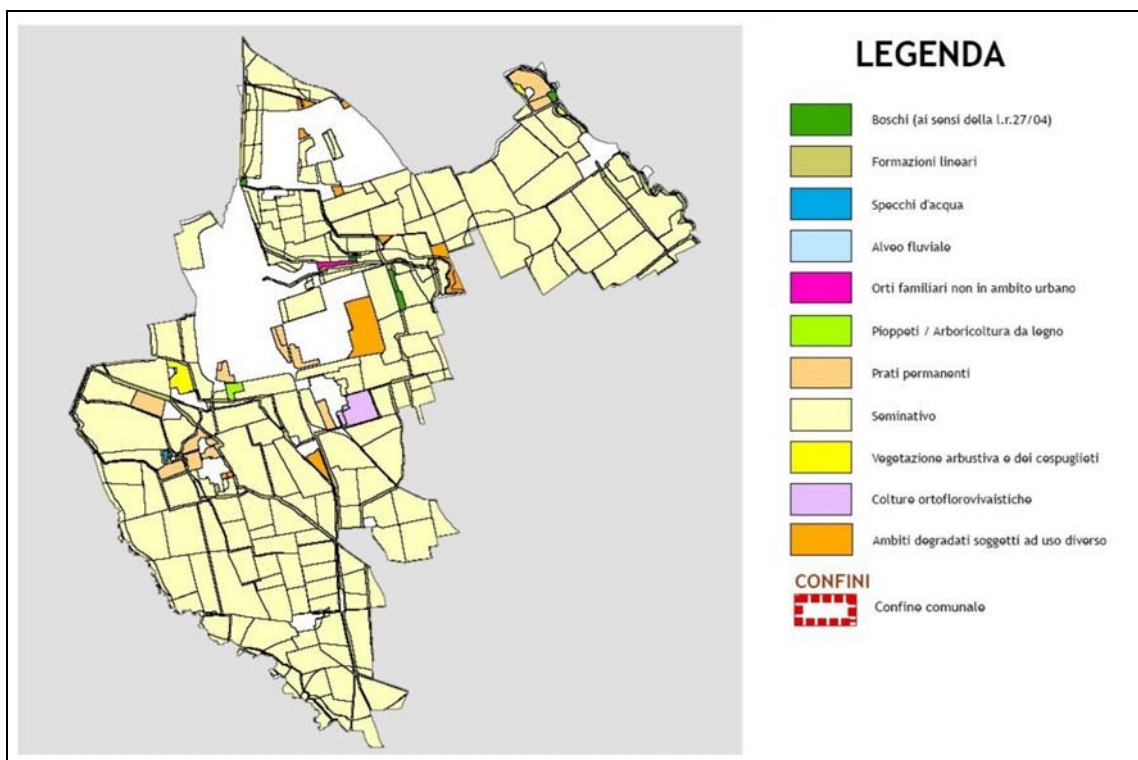 LEGENDA
Boschi (ai sensi della l.r.27/04)
Formazioni lineari
Specchi d'acqua
Alveo fluviale
Orti familiari non in ambito urbano
Pioppeti / Arboricoltura da legno
Prati permanenti
Seminativo
Vegetazione arbustiva e dei cespuglieti
Colture ortoflorovivaistiche
Ambiti degradati soggetti ad uso diverso
CONFINI
Confine comunale